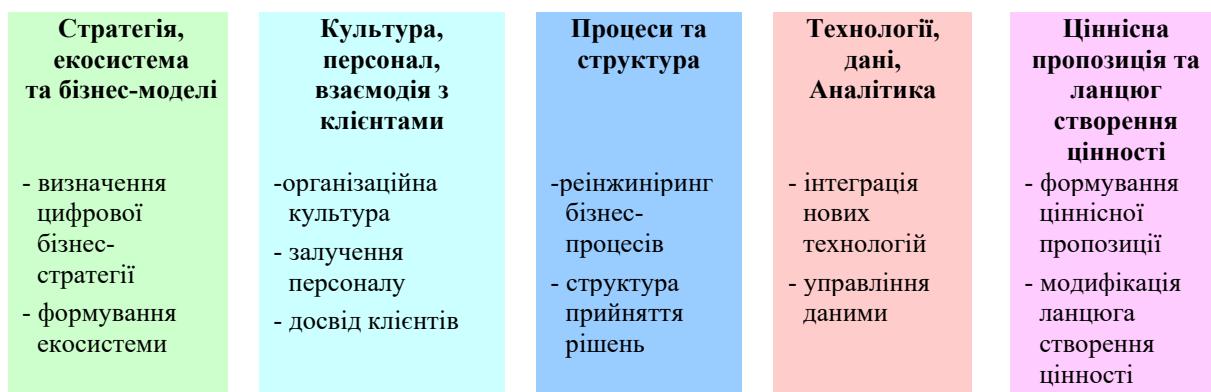 Стратегія,
екосистема
та бізнес-моделі
- визначення
цифрової
бізнес-
стратегії
- формування
екосистеми
Культура,
персонал,
взаємодія з
клієнтами
-організаційна
культура
- залучення
персоналу
- досвід клієнтів
Процеси та
структура
-реінжиніринг
бізнес-
процесів
- структура
прийняття
рішень
Технології,
дані,
Аналітика
- інтеграція
нових
технологій
- управління
даними
Ціннісна
пропозиція та
ланцюг
створення
цінності
- формування
ціннісної
пропозиції
- модифікація
ланцюга
створення
цінності